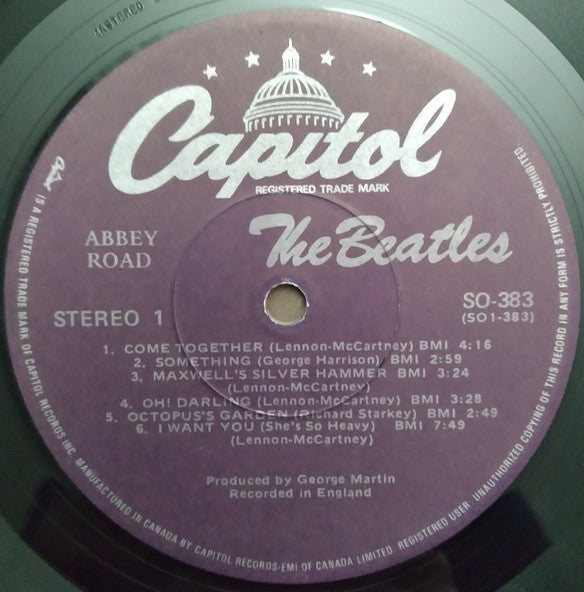 MASTERED
Capitol
REGISTERED TRADE MARK
ABBEY
ROAD
The Beatles
STEREO 1
SO-383
(SO1-383)
1. COME TOGETHER (Lennon-McCartney) BMI 4:16
2. SOMETHING (George Harrison) BMI 2:59
3. MAXWELL'S SILVER HAMMER BMI 3:24
(Lennon-McCartney)
4. OH! DARLING (Lennon-McCartney) BMI 3:28
5. OCTOPUS'S GARDEN (Richard Starkey) BMI 2:49
6. I WANT YOU (She's So Heavy) BMI 7:49
(Lennon-McCartney)
Produced by George Martin
Recorded in England
Capitol IS A REGISTERED TRADE MARK OF CAPITOL RECORDS INC. MANUFACTURED IN CANADA BY CAPITOL RECORDS-EMI OF CANADA LIMITED. REGISTERED USER. UNAUTHORIZED COPYING OF THIS RECORD IN ANY FORM IS STRICTLY PROHIBITED